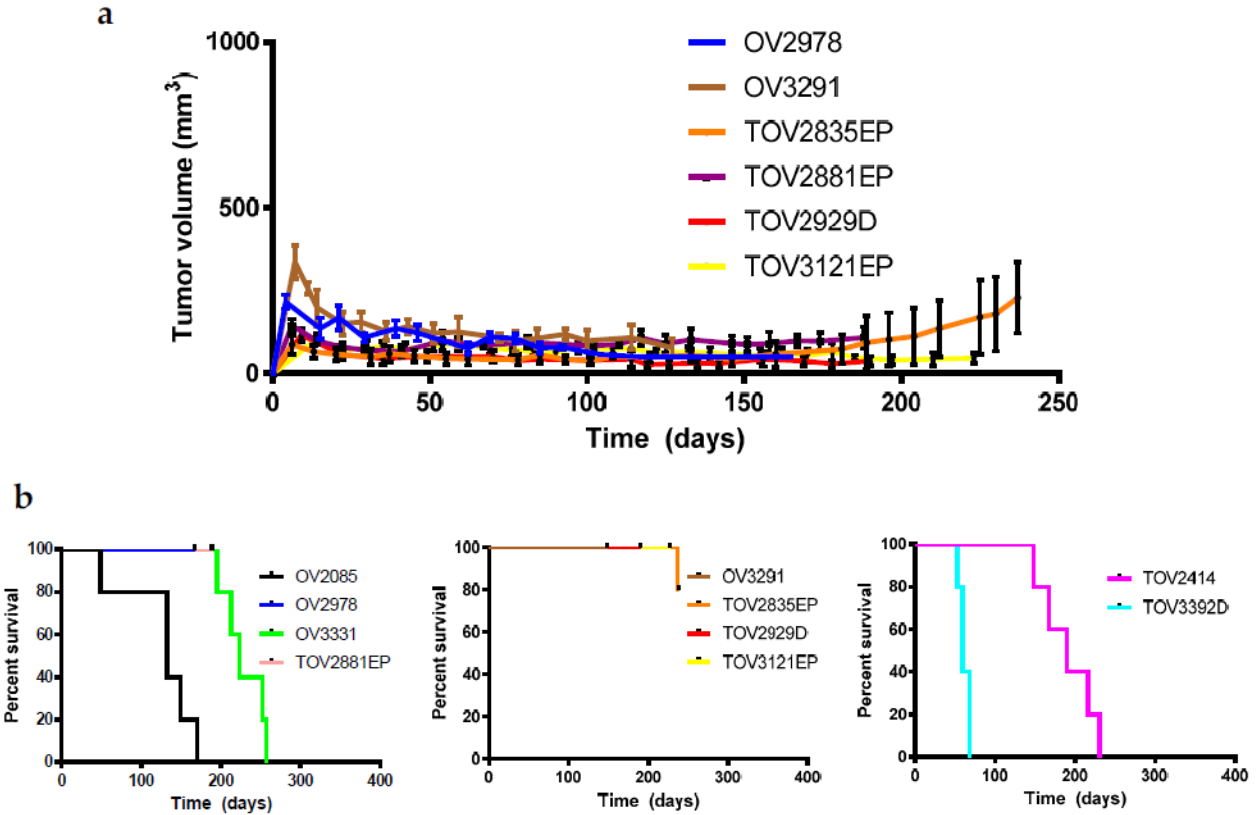 a
1000
500
0
Tumor volume (mm3)
0 50 100 150 200 250
Time (days)
OV2978
OV3291
TOV2835EP
TOV2881EP
TOV2929D
TOV3121EP
b
100
80
60
40
20
0
Percent survival
0 100 200 300 400
Time (days)
OV2085
OV2978
OV3331
TOV2881EP
100
80
60
40
20
0
Percent survival
0 100 200 300 400
Time (days)
OV3291
TOV2835EP
TOV2929D
TOV3121EP
100
80
60
40
20
0
Percent survival
0 100 200 300 400
Time (days)
TOV2414
TOV3392D